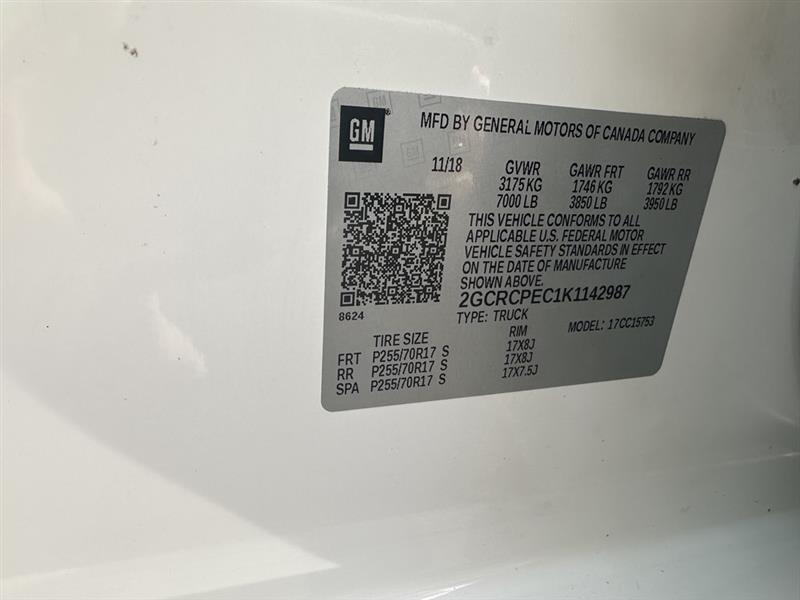 GM ®
MFD BY GENERAL MOTORS OF CANADA COMPANY
11/18 GVWR GAWR FRT GAWR RR
3175 KG 1746 KG 1792 KG
7000 LB 3850 LB 3950 LB
THIS VEHICLE CONFORMS TO ALL
APPLICABLE U.S. FEDERAL MOTOR
VEHICLE SAFETY STANDARDS IN EFFECT
ON THE DATE OF MANUFACTURE
2GCRCPEC1K1142987
8624
TYPE: TRUCK MODEL: 17CC15753
TIRE SIZE RIM
FRT P255/70R17 S 17X8J
RR P255/70R17 S 17X8J
SPA P255/70R17 S 17X7.5J